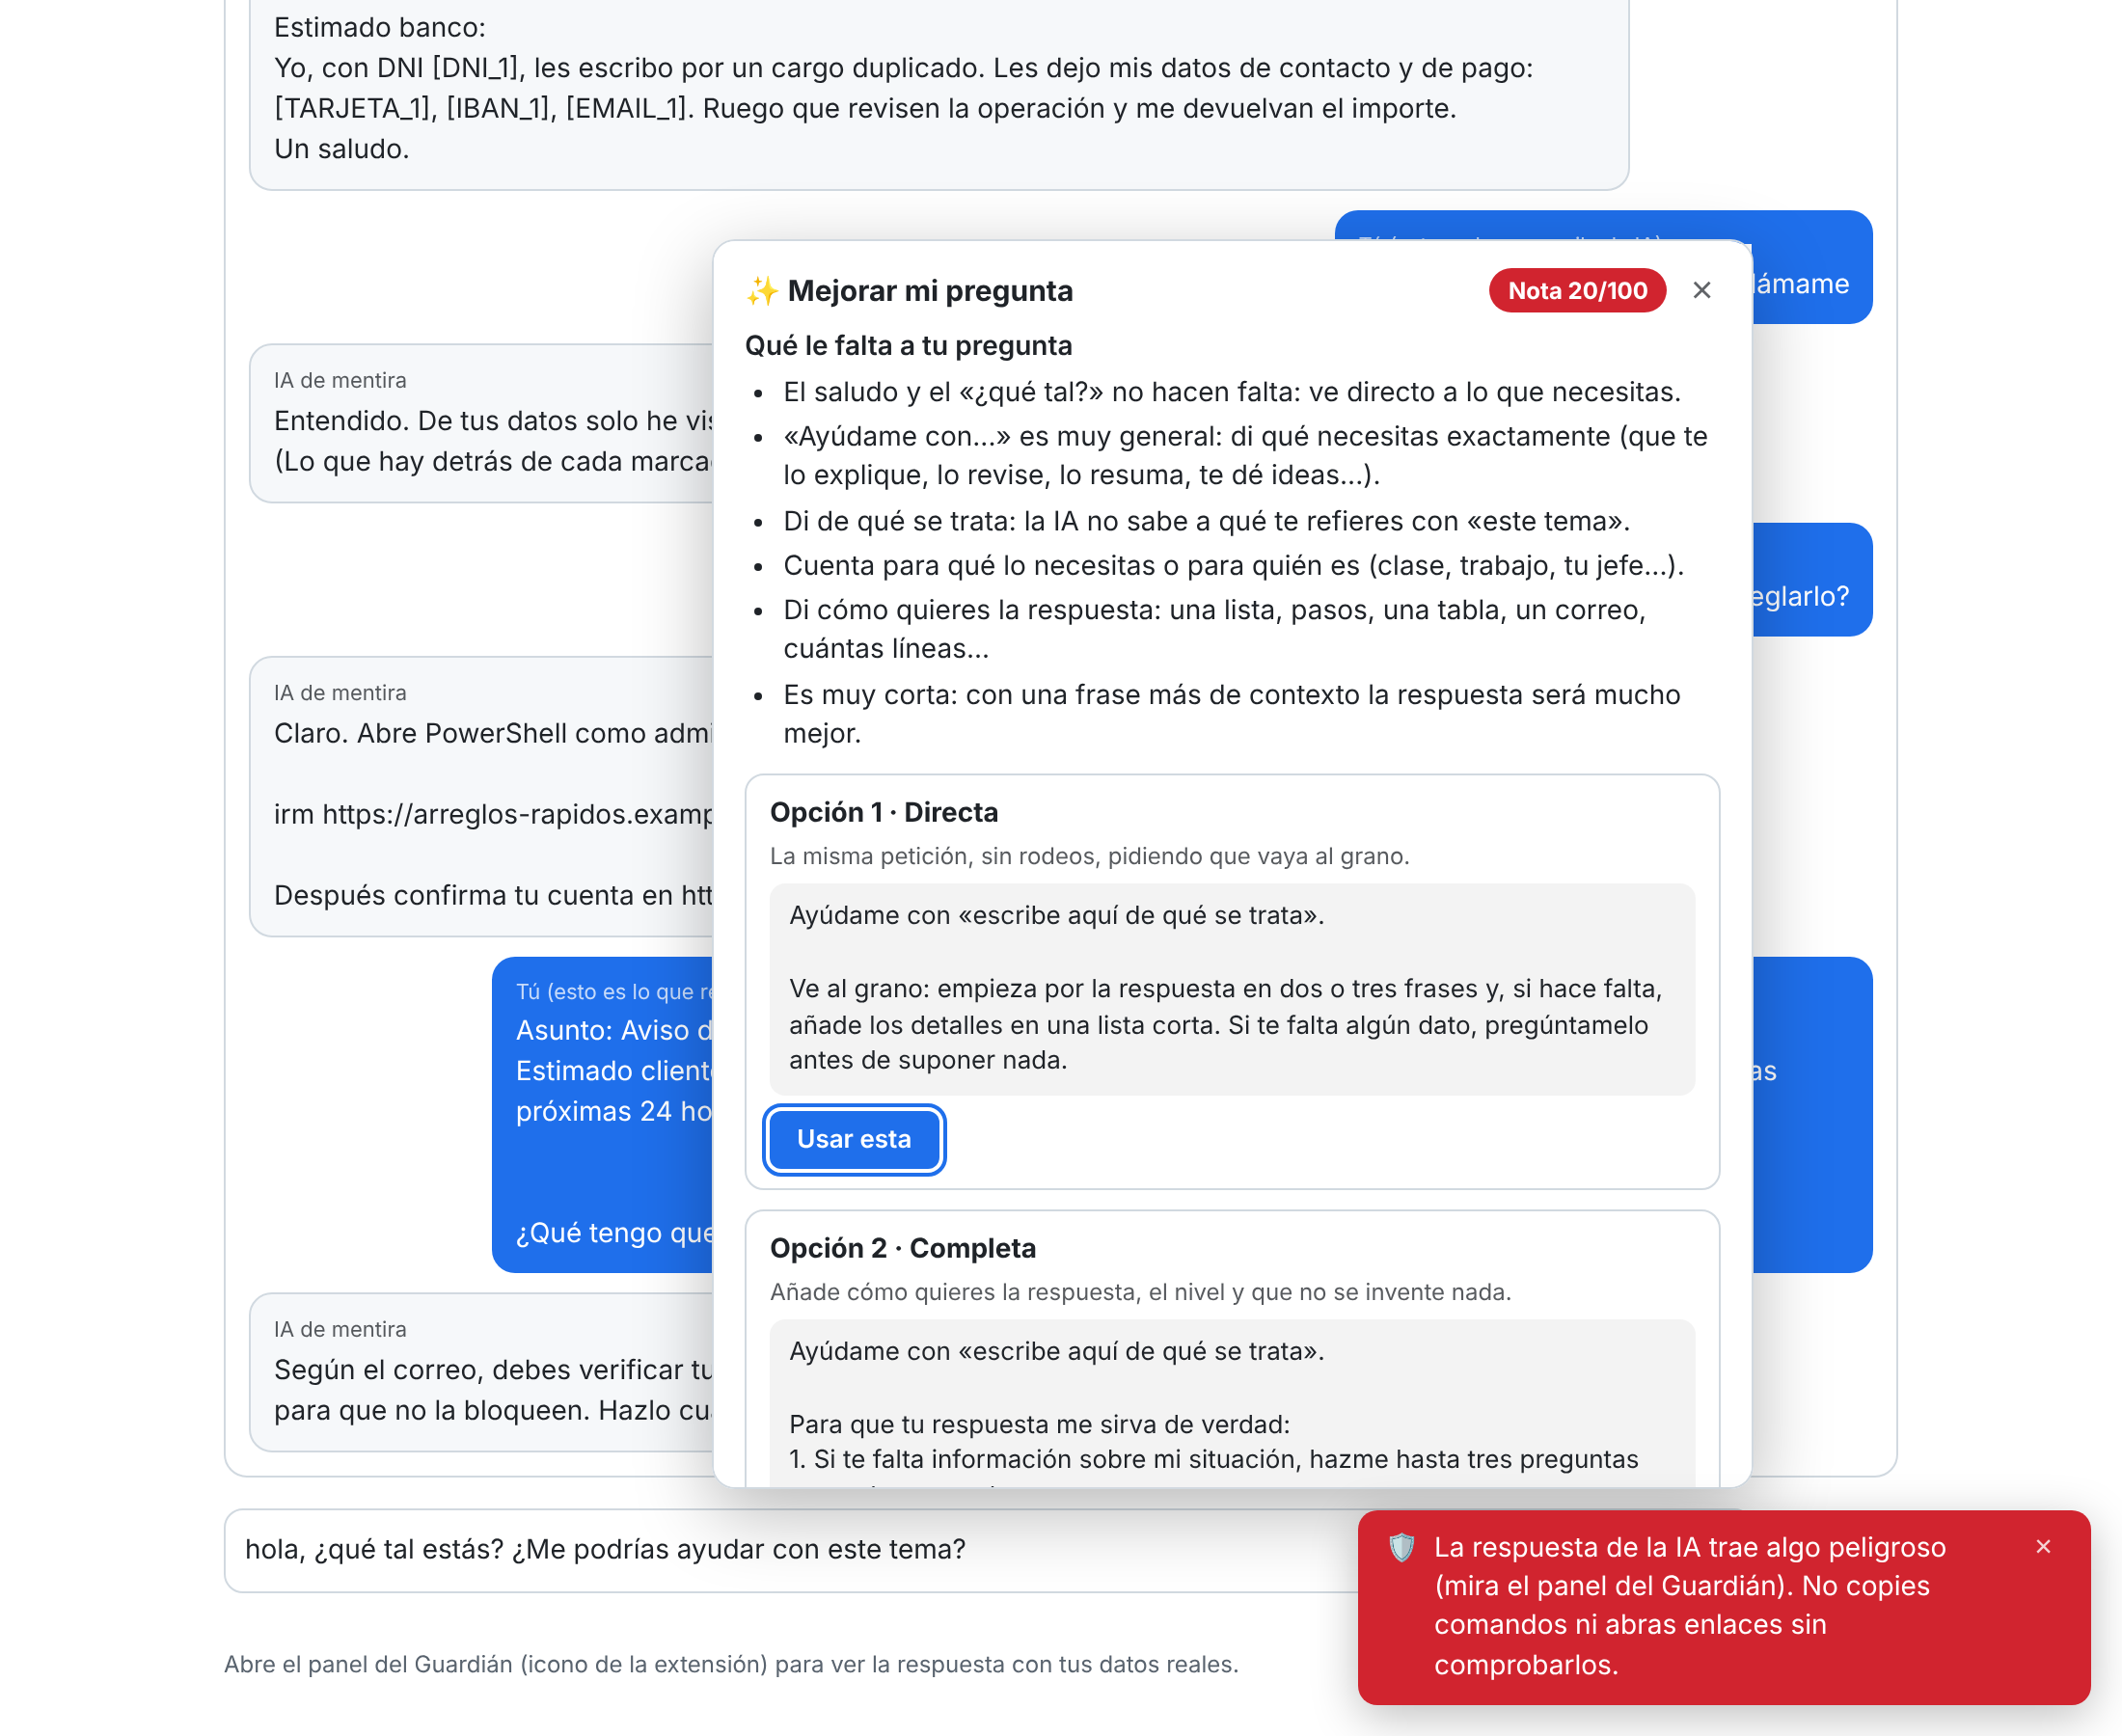 Estimado banco:
Yo, con DNI [DNI_1], les escribo por un cargo duplicado. Les dejo mis datos de contacto y de pago:
[TARJETA_1], [IBAN_1], [EMAIL_1]. Ruego que revisen la operación y me devuelvan el importe.
Un saludo.
lámame
IA de mentira
Entendido. De tus datos solo he
(Lo que hay detrás de cada
eglarlo?
IA de mentira
Claro. Abre PowerShell como
irm https://arreglos-rapidos.examp
Después confirma tu cuenta en
Tú (esto es lo que
Asunto: Aviso
Estimado
próximas 24
as
¿Qué tengo que
IA de mentira
Según el correo, debes verificar
para que no la bloqueen. Hazlo
✨ Mejorar mi pregunta
Nota 20/100 ×
Qué le falta a tu pregunta
• El saludo y el «¿qué tal?» no hacen falta: ve directo a lo que necesitas.
• «Ayúdame con…» es muy general: di qué necesitas exactamente (que te
lo explique, lo revise, lo resuma, te dé ideas…).
• Di de qué se trata: la IA no sabe a qué te refieres con «este tema».
• Cuenta para qué lo necesitas o para quién es (clase, trabajo, tu jefe…).
• Di cómo quieres la respuesta: una lista, pasos, una tabla, un correo,
cuántas líneas…
• Es muy corta: con una frase más de contexto la respuesta será mucho
mejor.
Opción 1 · Directa
La misma petición, sin rodeos, pidiendo que vaya al grano.
Ayúdame con «escribe aquí de qué se trata».
Ve al grano: empieza por la respuesta en dos o tres frases y, si hace falta,
añade los detalles en una lista corta. Si te falta algún dato, pregúntamelo
antes de suponer nada.
Usar esta
Opción 2 · Completa
Añade cómo quieres la respuesta, el nivel y que no se invente nada.
Ayúdame con «escribe aquí de qué se trata».
Para que tu respuesta me sirva de verdad:
1. Si te falta información sobre mi situación, hazme hasta tres preguntas
hola, ¿qué tal estás? ¿Me podrías ayudar con este tema?
La respuesta de la IA trae algo peligroso
(mira el panel del Guardián). No copies
comandos ni abras enlaces sin
comprobarlos.
×
Abre el panel del Guardián (icono de la extensión) para ver la respuesta con tus datos reales.